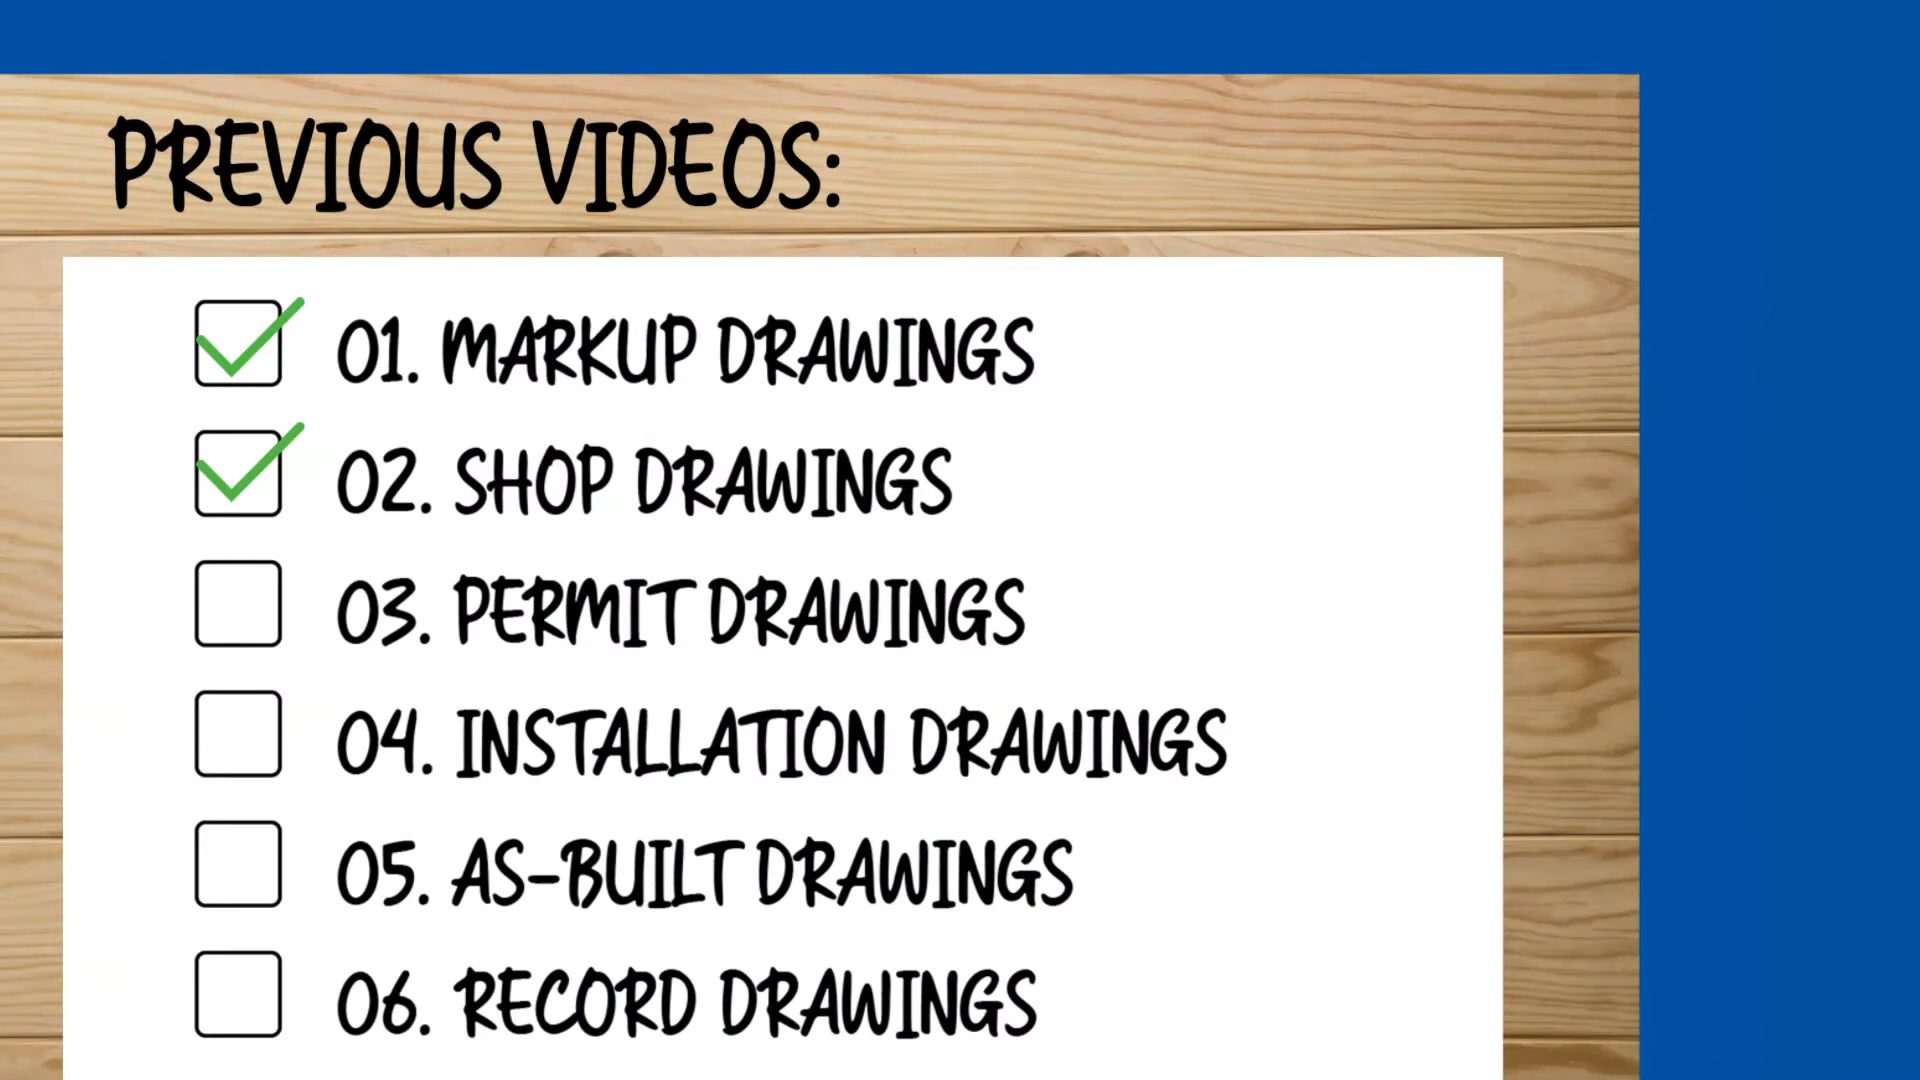 PREVIOUS VIDEOS:
01. MARKUP DRAWINGS
02. SHOP DRAWINGS
03. PERMIT DRAWINGS
04. INSTALLATION DRAWINGS
05. AS-BUILT DRAWINGS
06. RECORD DRAWINGS